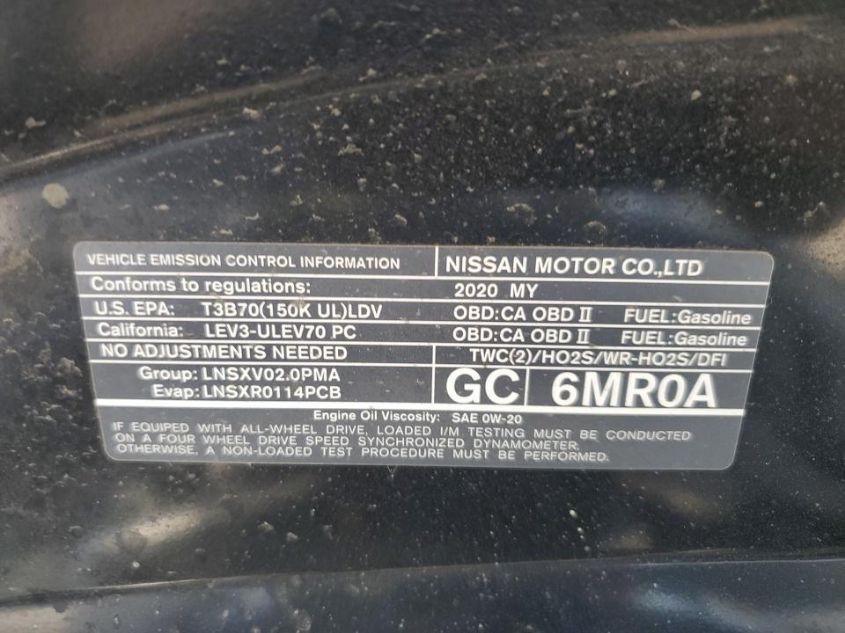 VEHICLE EMISSION CONTROL INFORMATION NISSAN MOTOR CO.,LTD
Conforms to regulations: 2020 MY
U.S. EPA: T3B70(150K UL)LDV OBD:CA OBD II FUEL:Gasoline
California: LEV3-ULEV70 PC OBD:CA OBD II FUEL:Gasoline
NO ADJUSTMENTS NEEDED TWC(2)/HO2S/WR-HO2S/DFI
Group: LNSXV02.0PMA GC 6MR0A
Evap: LNSXR0114PCB
Engine Oil Viscosity: SAE 0W-20
IF EQUIPED WITH ALL-WHEEL DRIVE, LOADED I/M TESTING MUST BE CONDUCTED
ON A FOUR WHEEL DRIVE SPEED SYNCHRONIZED DYNAMOMETER.
OTHERWISE, A NON-LOADED TEST PROCEDURE MUST BE PERFORMED.